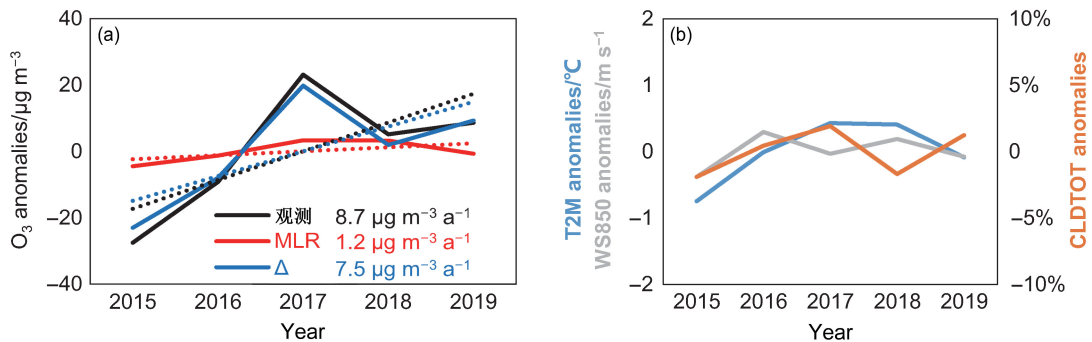 (a)
O₃ anomalies/μg m⁻³
40
20
0
–20
–40
观测 8.7 μg m⁻³ a⁻¹
MLR 1.2 μg m⁻³ a⁻¹
Δ 7.5 μg m⁻³ a⁻¹
2015 2016 2017 2018 2019
Year
(b)
T2M anomalies/℃
WS850 anomalies/m s⁻¹
2
1
0
–1
–2
10%
5%
0%
–5%
–10%
CLDTOT anomalies
2015 2016 2017 2018 2019
Year